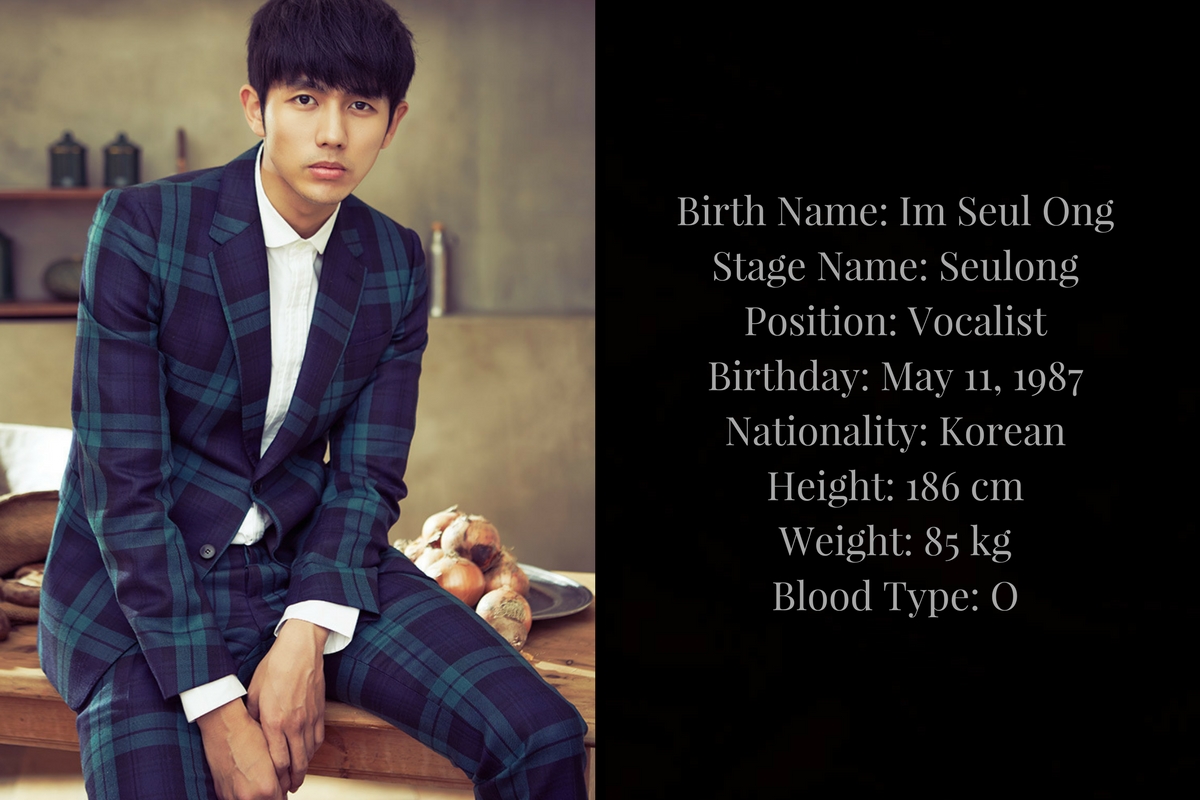 Birth Name: Im Seul Ong
Stage Name: Seulong
Position: Vocalist
Birthday: May 11, 1987
Nationality: Korean
Height: 186 cm
Weight: 85 kg
Blood Type: O